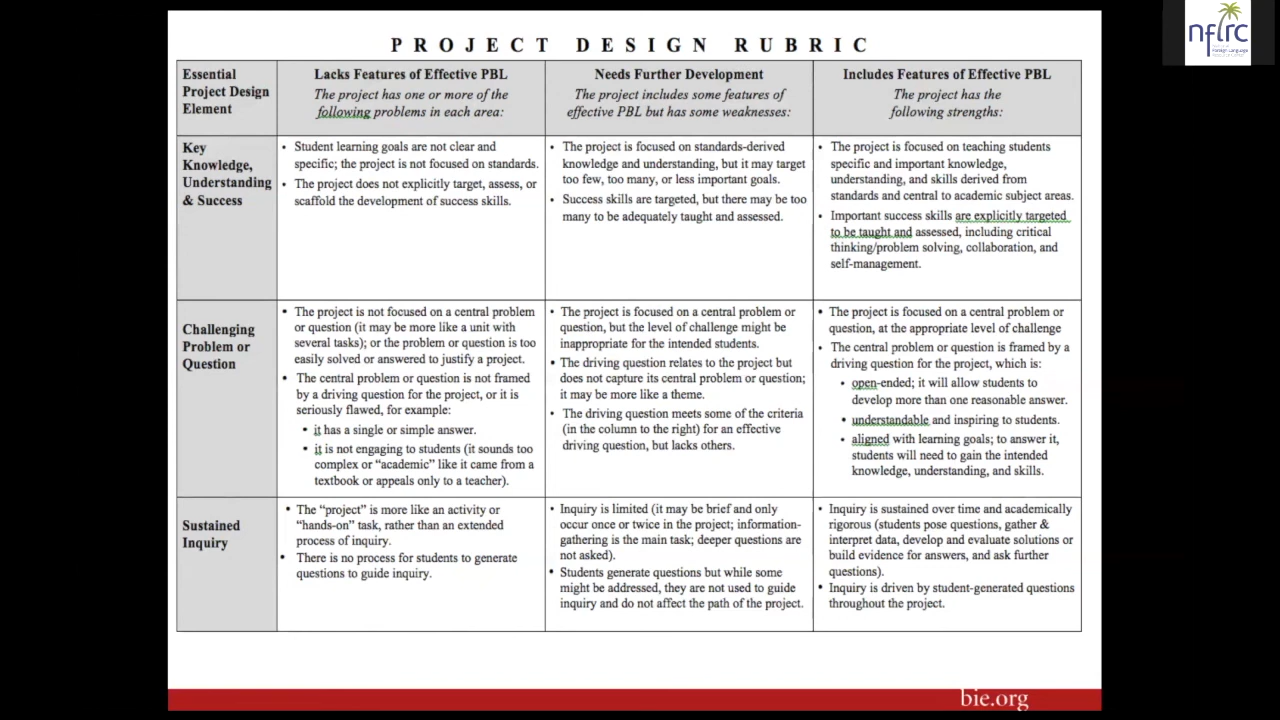 PROJECT DESIGN RUBRIC
nflrc
Foreign Language
Essential
Project Design
Element
Lacks Features of Effective PBL
The project has one or more of the
following problems in each area:
Needs Further Development
The project includes some features of
effective PBL but has some weaknesses:
Includes Features of Effective PBL
The project has the
following strengths:
Key
Knowledge,
Understanding
& Success
• Student learning goals are not clear and
specific; the project is not focused on standards.
• The project does not explicitly target, assess, or
scaffold the development of success skills.
• The project is focused on standards-derived
knowledge and understanding, but it may target
too few, too many, or less important goals.
• Success skills are targeted, but there may be too
many to be adequately taught and assessed.
• The project is focused on teaching students
specific and important knowledge,
understanding, and skills derived from
standards and central to academic subject areas.
• Important success skills are explicitly targeted
to be taught and assessed, including critical
thinking/problem solving, collaboration, and
self-management.
Challenging
Problem or
Question
• The project is not focused on a central problem
or question (it may be more like a unit with
several tasks); or the problem or question is too
easily solved or answered to justify a project.
• The central problem or question is not framed
by a driving question for the project, or it is
seriously flawed, for example:
• it has a single or simple answer.
• it is not engaging to students (it sounds too
complex or “academic” like it came from a
textbook or appeals only to a teacher).
• The project is focused on a central problem or
question, but the level of challenge might be
inappropriate for the intended students.
• The driving question relates to the project but
does not capture its central problem or question;
it may be more like a theme.
• The driving question meets some of the criteria
(in the column to the right) for an effective
driving question, but lacks others.
• The project is focused on a central problem or
question, at the appropriate level of challenge
• The central problem or question is framed by a
driving question for the project, which is:
• open-ended; it will allow students to
develop more than one reasonable answer.
• understandable and inspiring to students.
• aligned with learning goals; to answer it,
students will need to gain the intended
knowledge, understanding, and skills.
Sustained
Inquiry
• The “project” is more like an activity or
“hands-on” task, rather than an extended
process of inquiry.
• There is no process for students to generate
questions to guide inquiry.
• Inquiry is limited (it may be brief and only
occur once or twice in the project; information-
gathering is the main task; deeper questions are
not asked).
• Students generate questions but while some
might be addressed, they are not used to guide
inquiry and do not affect the path of the project.
• Inquiry is sustained over time and academically
rigorous (students pose questions, gather &
interpret data, develop and evaluate solutions or
build evidence for answers, and ask further
questions).
• Inquiry is driven by student-generated questions
throughout the project.
bie.org